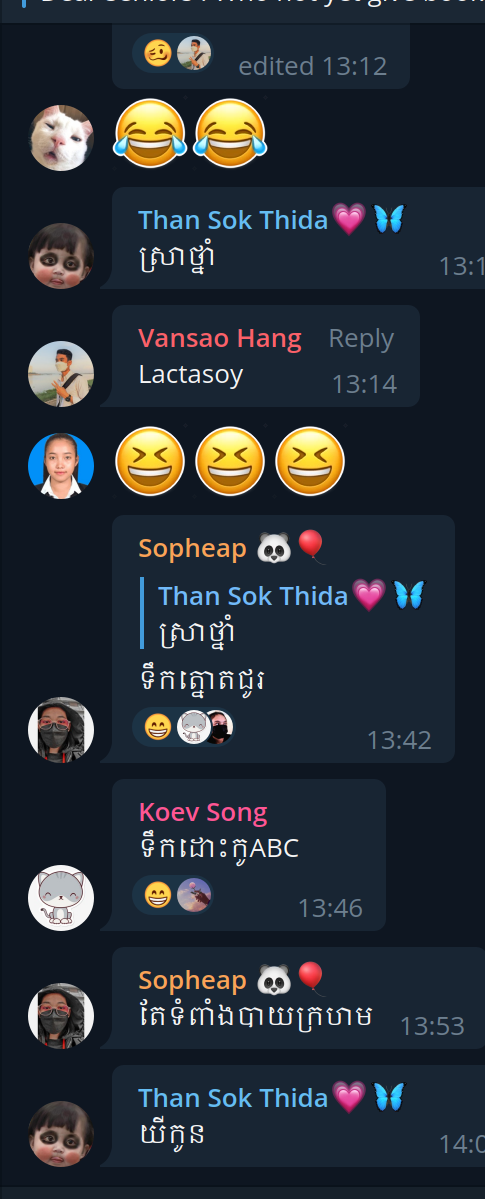 edited 13:12
😂😂
Than Sok Thida💗🦋
ស្រាថ្នាំ
Vansao Hang Reply
Lactasoy
13:14
😆😆😆
Sopheap 🐼🎈
Than Sok Thida💗🦋
ស្រាថ្នាំ
ទឹកត្នោតជូរ
13:42
Koev Song
ទឹកដោះគូABC
13:46
Sopheap 🐼🎈
តែទំពាំងបាយក្រហម
13:53
Than Sok Thida💗🦋
យីកូន